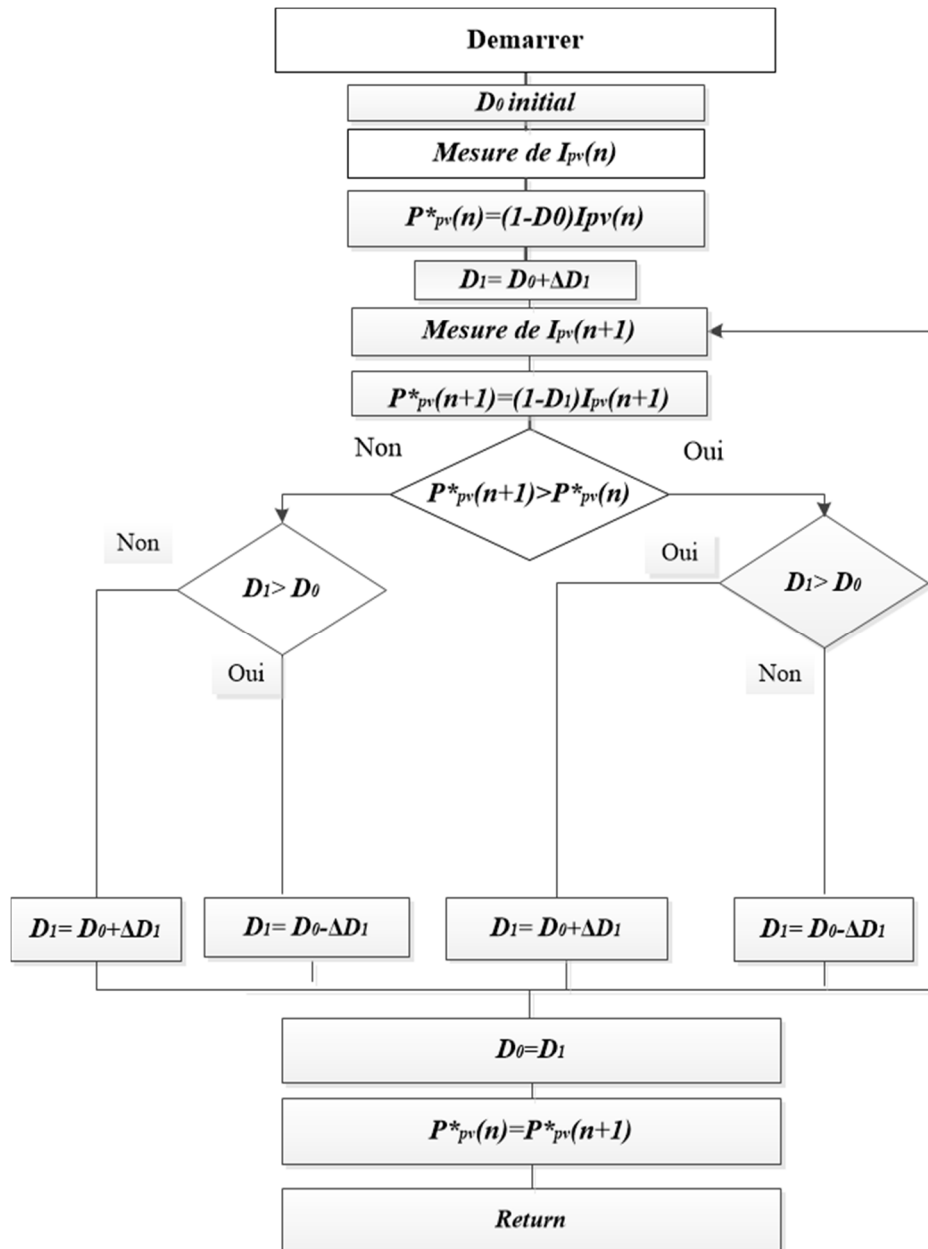 Demarrer
D0 initial
Mesure de Ipv(n)
P*pv(n)=(1-D0)Ipv(n)
D1= D0+ΔD1
Mesure de Ipv(n+1)
P*pv(n+1)=(1-D1)Ipv(n+1)
Non
Oui
P*pv(n+1)>P*pv(n)
Non
D1> D0
Oui
Oui
D1> D0
Non
D1= D0+ΔD1
D1= D0-ΔD1
D1= D0+ΔD1
D1= D0-ΔD1
D0=D1
P*pv(n)=P*pv(n+1)
Return